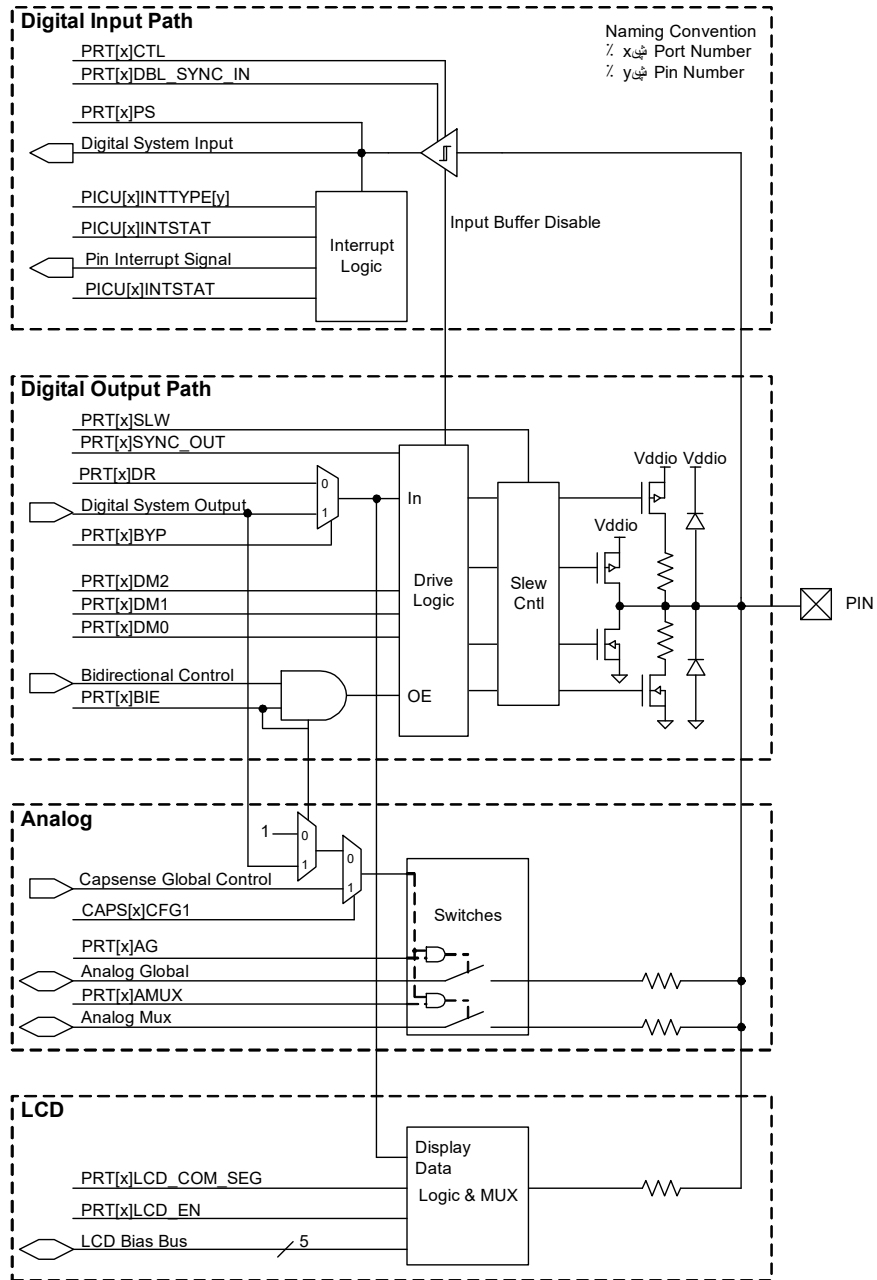 Digital Input Path
Naming Convention
x Port Number
y Pin Number
PRT[x]CTL
PRT[x]DBL_SYNC_IN
PRT[x]PS
Digital System Input
PICU[x]INTTYPE[y]
PICU[x]INTSTAT
Pin Interrupt Signal
PICU[x]INTSTAT
Interrupt
Logic
Input Buffer Disable
Digital Output Path
PRT[x]SLW
PRT[x]SYNC_OUT
PRT[x]DR
Digital System Output
PRT[x]BYP
0
1
In
PRT[x]DM2
PRT[x]DM1
PRT[x]DM0
Drive
Logic
Slew
Cntl
Vddio Vddio
Vddio
PIN
Bidirectional Control
PRT[x]BIE
OE
Analog
1
0
1
0
1
Capsense Global Control
CAPS[x]CFG1
Switches
PRT[x]AG
Analog Global
PRT[x]AMUX
Analog Mux
LCD
Display
Data
Logic & MUX
PRT[x]LCD_COM_SEG
PRT[x]LCD_EN
LCD Bias Bus
5